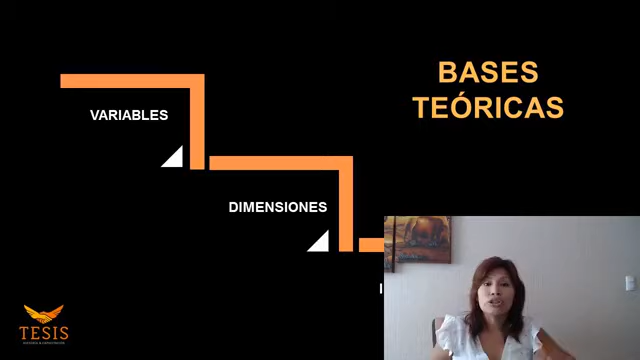 BASES
TEÓRICAS
VARIABLES
DIMENSIONES
TESIS